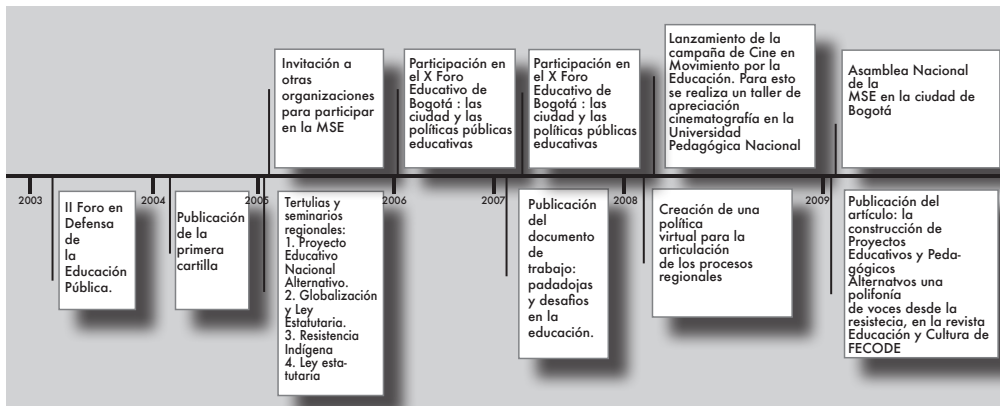 Invitación a
otras
organizaciones
para participar
en la MSE
Participación en
el X Foro
Educativo de
Bogotá : las
ciudad y las
políticas públicas
educativas
Participación en
el X Foro
Educativo de
Bogotá : las
ciudad y las
políticas públicas
educativas
Lanzamiento de la
campaña de Cine en
Movimiento por la
Educación. Para esto
se realiza un taller de
apreciación
cinematografía en la
Universidad
Pedagógica Nacional
Asamblea Nacional
de la
MSE en la ciudad de
Bogotá
2003
2004
2005
2006
2007
2008
2009
II Foro en
Defensa
de
la
Educación
Pública.
Publicación
de la
primera
cartilla
Tertulias y
seminarios
regionales:
1. Proyecto
Educativo
Nacional
Alternativo.
2. Globalización
y Ley
Estatutaria.
3. Resistencia
Indígena
4. Ley esta-
tutaría
Publicación
del
documento
de
trabajo:
padadojas
y desafios
en la
educación.
Creación de una
política
virtual para la
articulación
de los procesos
regionales
Publicación del
artículo: la
construcción de
Proyectos
Educativos y Peda-
gógicos
Alternatvos una
polifonía
de voces desde la
resistecia, en la revista
Educación y Cultura de
FECODE